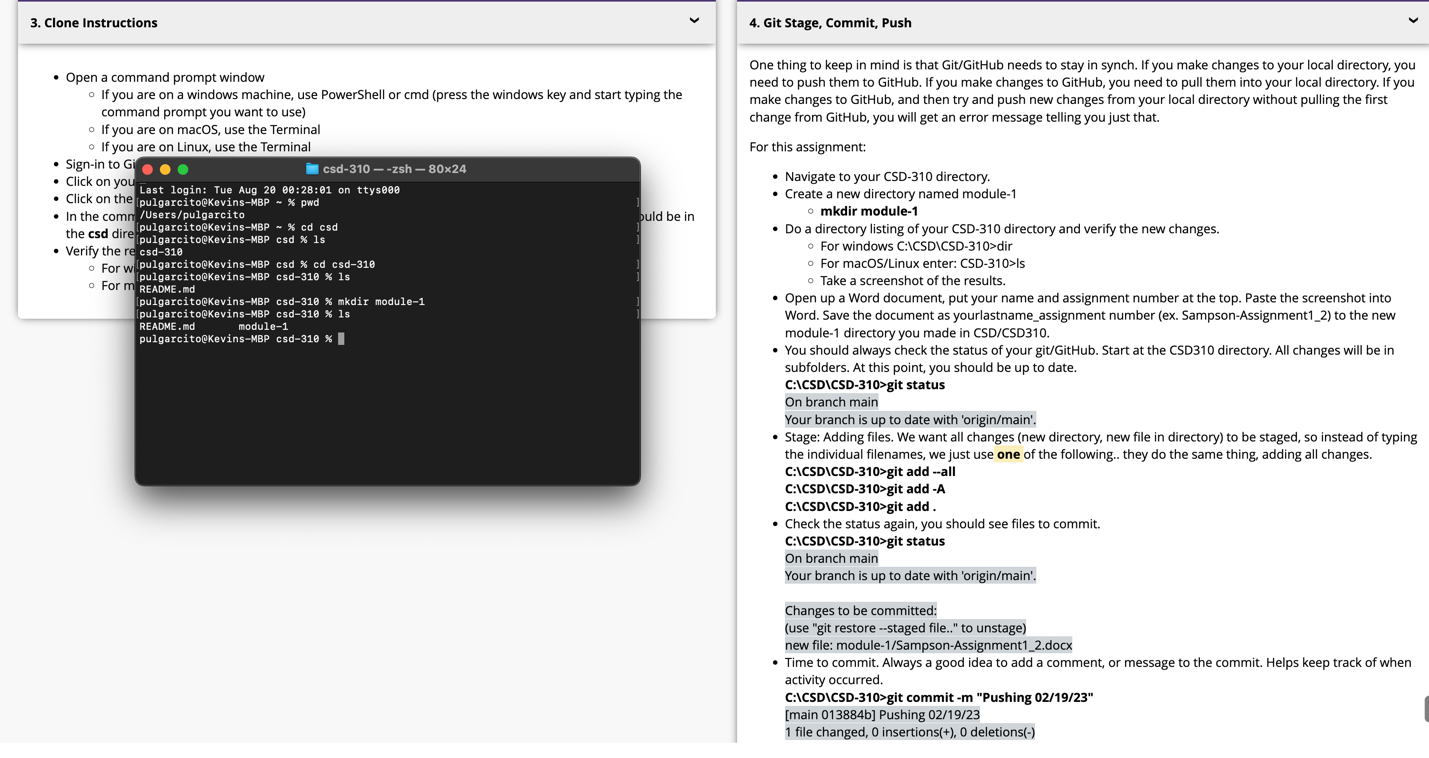 3. Clone Instructions
Open a command prompt window
If you are on a windows machine, use PowerShell or cmd (press the windows key and start typing the
command prompt you want to use)
If you are on macOS, use the Terminal
If you are on Linux, use the Terminal
Sign-in to
Click on
Click on the
In the
be in
the csd
Verify the
For
For
csd-310 — -zsh — 80×24
Last login: Tue Aug 20 00:28:01 on ttys000
[pulgarcito@Kevins-MBP ~ % pwd ]
/Users/pulgarcito
[pulgarcito@Kevins-MBP ~ % cd csd ]
[pulgarcito@Kevins-MBP csd % ls ]
csd-310
[pulgarcito@Kevins-MBP csd % cd csd-310 ]
[pulgarcito@Kevins-MBP csd-310 % ls ]
README.md
[pulgarcito@Kevins-MBP csd-310 % mkdir module-1 ]
[pulgarcito@Kevins-MBP csd-310 % ls ]
README.md module-1
pulgarcito@Kevins-MBP csd-310 %
4. Git Stage, Commit, Push
One thing to keep in mind is that Git/GitHub needs to stay in synch. If you make changes to your local directory, you
need to push them to GitHub. If you make changes to GitHub, you need to pull them into your local directory. If you
make changes to GitHub, and then try and push new changes from your local directory without pulling the first
change from GitHub, you will get an error message telling you just that.
For this assignment:
Navigate to your CSD-310 directory.
Create a new directory named module-1
mkdir module-1
Do a directory listing of your CSD-310 directory and verify the new changes.
For windows C:\CSD\CSD-310>dir
For macOS/Linux enter: CSD-310>ls
Take a screenshot of the results.
Open up a Word document, put your name and assignment number at the top. Paste the screenshot into
Word. Save the document as yourlastname_assignment number (ex. Sampson-Assignment1_2) to the new
module-1 directory you made in CSD/CSD310.
You should always check the status of your git/GitHub. Start at the CSD310 directory. All changes will be in
subfolders. At this point, you should be up to date.
C:\CSD\CSD-310>git status
On branch main
Your branch is up to date with 'origin/main'.
Stage: Adding files. We want all changes (new directory, new file in directory) to be staged, so instead of typing
the individual filenames, we just use one of the following.. they do the same thing, adding all changes.
C:\CSD\CSD-310>git add --all
C:\CSD\CSD-310>git add -A
C:\CSD\CSD-310>git add .
Check the status again, you should see files to commit.
C:\CSD\CSD-310>git status
On branch main
Your branch is up to date with 'origin/main'.
Changes to be committed:
(use "git restore --staged file.." to unstage)
new file: module-1/Sampson-Assignment1_2.docx
Time to commit. Always a good idea to add a comment, or message to the commit. Helps keep track of when
activity occurred.
C:\CSD\CSD-310>git commit -m "Pushing 02/19/23"
[main 013884b] Pushing 02/19/23
1 file changed, 0 insertions(+), 0 deletions(-)